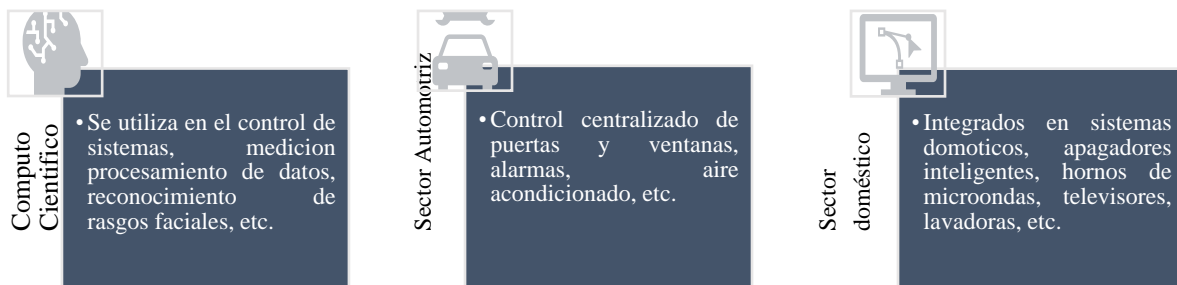 Computo
Cientifico
• Se utiliza en el control de
sistemas, medicion
procesamiento de datos,
reconocimiento de
rasgos faciales, etc.
Sector Automotriz
• Control centralizado de
puertas y ventanas,
alarmas, aire
acondicionado, etc.
Sector
doméstico
• Integrados en sistemas
domoticos, apagadores
inteligentes, hornos de
microondas, televisores,
lavadoras, etc.